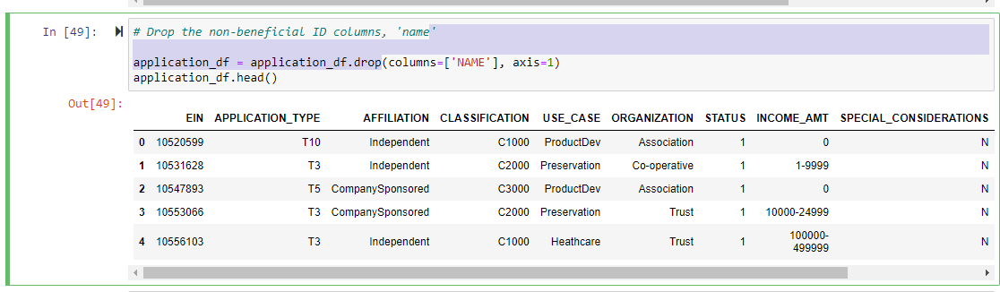 In [49]:
# Drop the non-beneficial ID columns, 'name'
application_df = application_df.drop(columns=['NAME'], axis=1)
application_df.head()
Out[49]:
EIN APPLICATION_TYPE AFFILIATION CLASSIFICATION USE_CASE ORGANIZATION STATUS INCOME_AMT SPECIAL_CONSIDERATIONS
0 10520599 T10 Independent C1000 ProductDev Association 1 0 N
1 10531628 T3 Independent C2000 Preservation Co-operative 1 1-9999 N
2 10547893 T5 CompanySponsored C3000 ProductDev Association 1 0 N
3 10553066 T3 CompanySponsored C2000 Preservation Trust 1 10000-24999 N
4 10556103 T3 Independent C1000 Heathcare Trust 1 100000-
499999 N